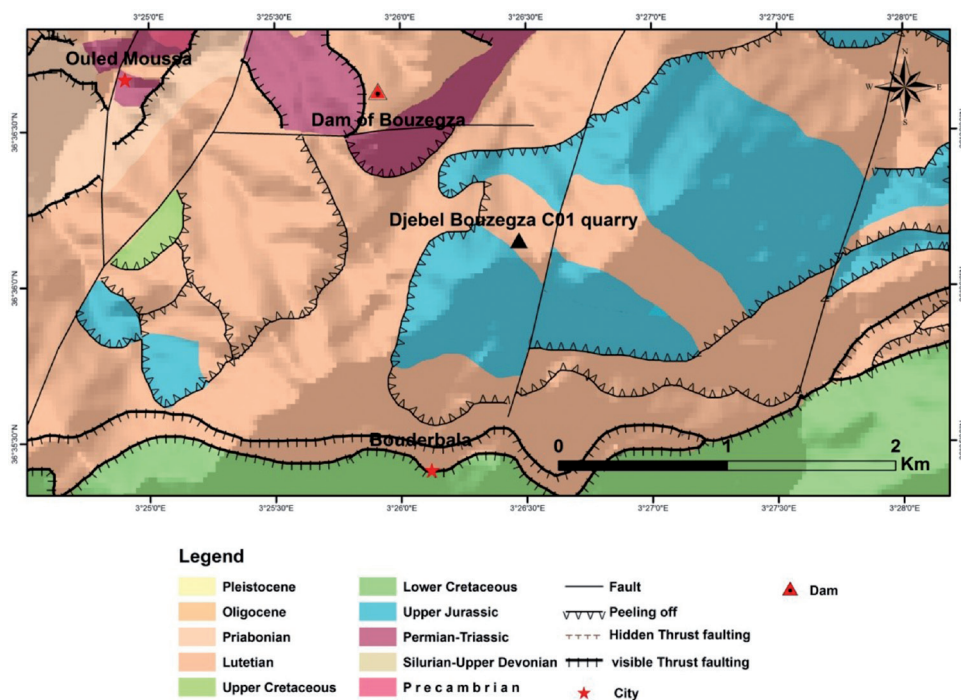 3°25'0"E 3°25'30"E 3°26'0"E 3°26'30"E 3°27'0"E 3°27'30"E 3°28'0"E
Ouled Moussa
N
W E
S
Dam of Bouzegza
36°36'30"N
Djebel Bouzegza C01 quarry
36°36'0"N
Bouderbala
36°35'30"N
0 1 2
Km
3°25'0"E 3°25'30"E 3°26'0"E 3°26'30"E 3°27'0"E 3°27'30"E 3°28'0"E
Legend
Pleistocene
Oligocene
Priabonian
Lutetian
Upper Cretaceous
Lower Cretaceous
Upper Jurassic
Permian-Triassic
Silurian-Upper Devonian
Precambrian
Fault
Peeling off
Hidden Thrust faulting
visible Thrust faulting
City
Dam